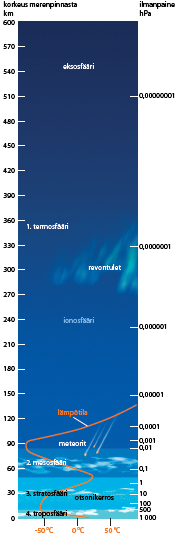 korkeus merenpinnasta
km
ilmanpaine
hPa
600
570
eksosfääri
540
510
0,00000001
480
450
420
390
360
1. termosfääri
330
0,0000001
300
revontulet
270
240
ionosfääri
0,000001
210
180
150
0,00001
lämpötila
120
0,0001
90
meteorit
0,001
0,01
2. mesosfääri
60
0,1
1
30
3. stratosfääri
otsonikerros
10
100
500
0
4. troposfääri
1 000
-50 °C
0 °C
50 °C